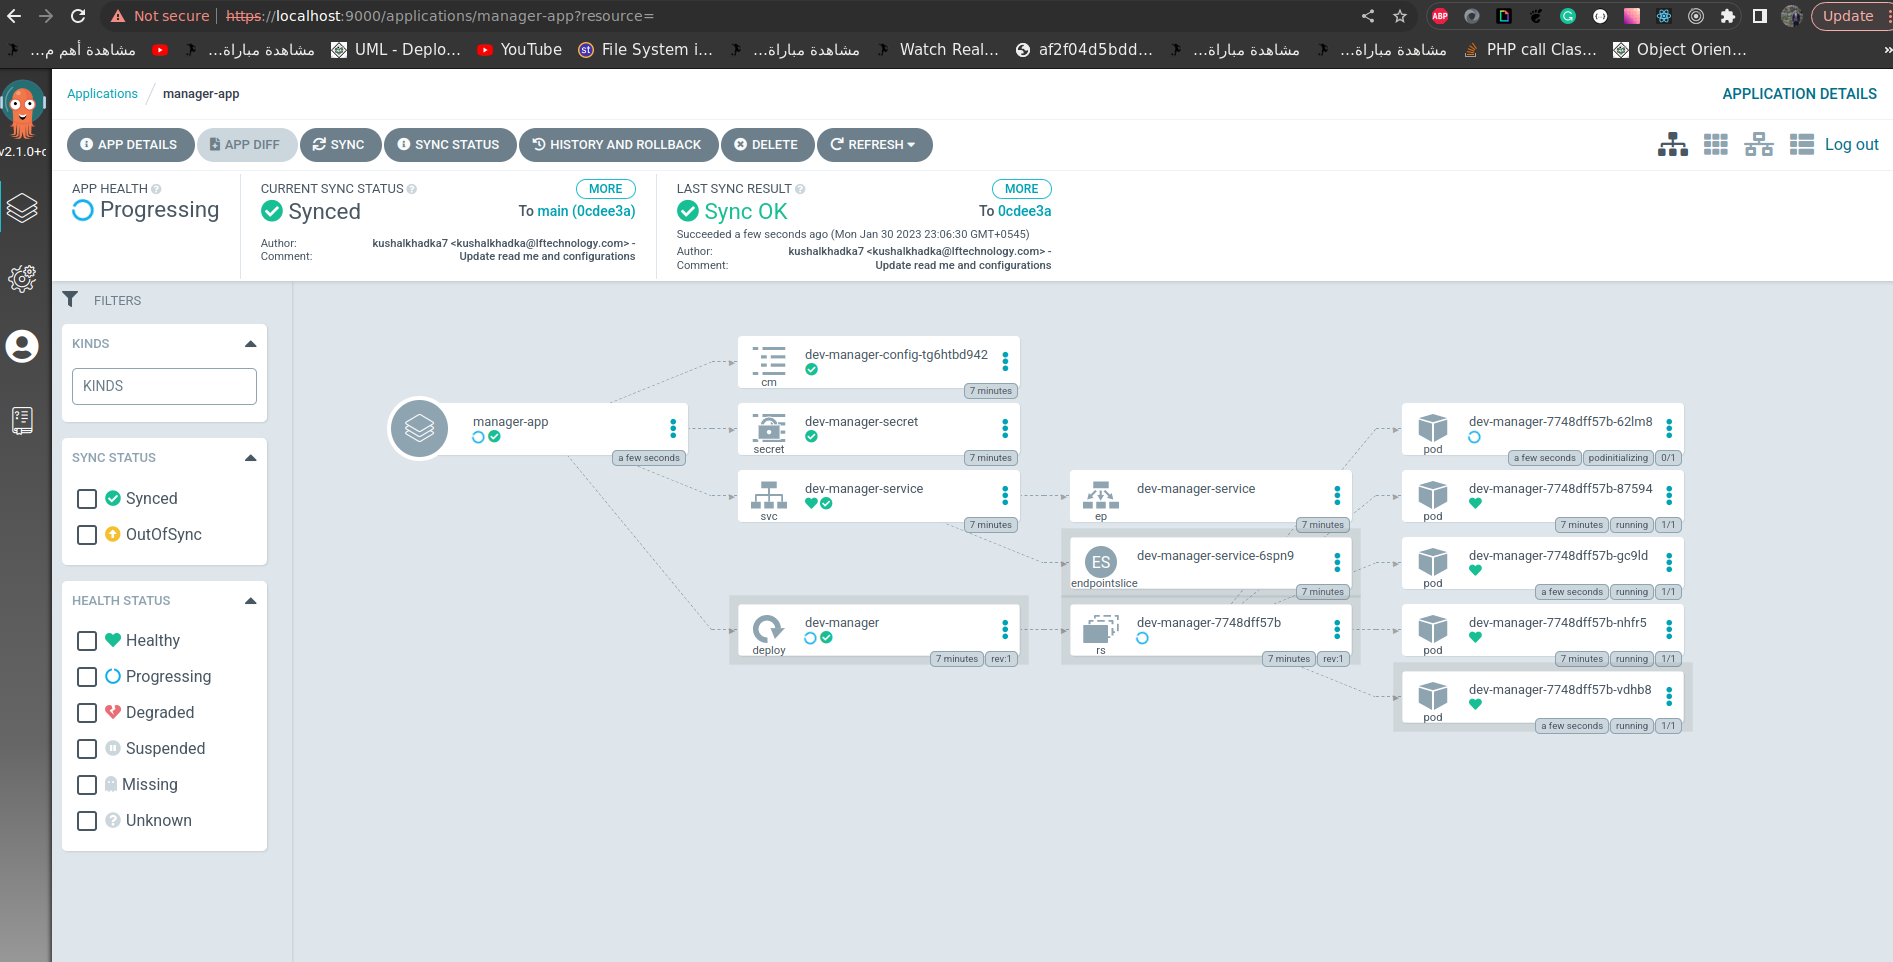 Not secure https://localhost:9000/applications/manager-app?resource=
ABP
Update
مشاهدة أهم م...
مشاهدة مباراة...
UML - Deplo...
YouTube
st File System i...
مشاهدة مباراة...
Watch Real...
af2f04d5bdd...
مشاهدة مباراة...
مشاهدة مباراة...
PHP call Clas...
Object Orien...
»
v2.1.0+c
Applications / manager-app
APPLICATION DETAILS
APP DETAILS
APP DIFF
SYNC
SYNC STATUS
HISTORY AND ROLLBACK
DELETE
REFRESH
Log out
APP HEALTH
Progressing
CURRENT SYNC STATUS
MORE
Synced
To main (0cdee3a)
Author: kushalkhadka7 <kushalkhadka@lftechnology.com> -
Comment: Update read me and configurations
LAST SYNC RESULT
MORE
Sync OK
To 0cdee3a
Succeeded a few seconds ago (Mon Jan 30 2023 23:06:30 GMT+0545)
Author: kushalkhadka7 <kushalkhadka@lftechnology.com> -
Comment: Update read me and configurations
FILTERS
KINDS
KINDS
SYNC STATUS
Synced
OutOfSync
HEALTH STATUS
Healthy
Progressing
Degraded
Suspended
Missing
Unknown
manager-app
a few seconds
dev-manager-config-tg6htbd942
cm
7 minutes
dev-manager-secret
secret
7 minutes
dev-manager-service
svc
7 minutes
dev-manager
deploy
7 minutes rev:1
dev-manager-service
ep
7 minutes
ES
dev-manager-service-6spn9
endpointslice
7 minutes
dev-manager-7748dff57b
rs
7 minutes rev:1
dev-manager-7748dff57b-62lm8
pod
a few seconds podinitializing 0/1
dev-manager-7748dff57b-87594
pod
7 minutes running 1/1
dev-manager-7748dff57b-gc9ld
pod
a few seconds running 1/1
dev-manager-7748dff57b-nhfr5
pod
7 minutes running 1/1
dev-manager-7748dff57b-vdhb8
pod
a few seconds running 1/1